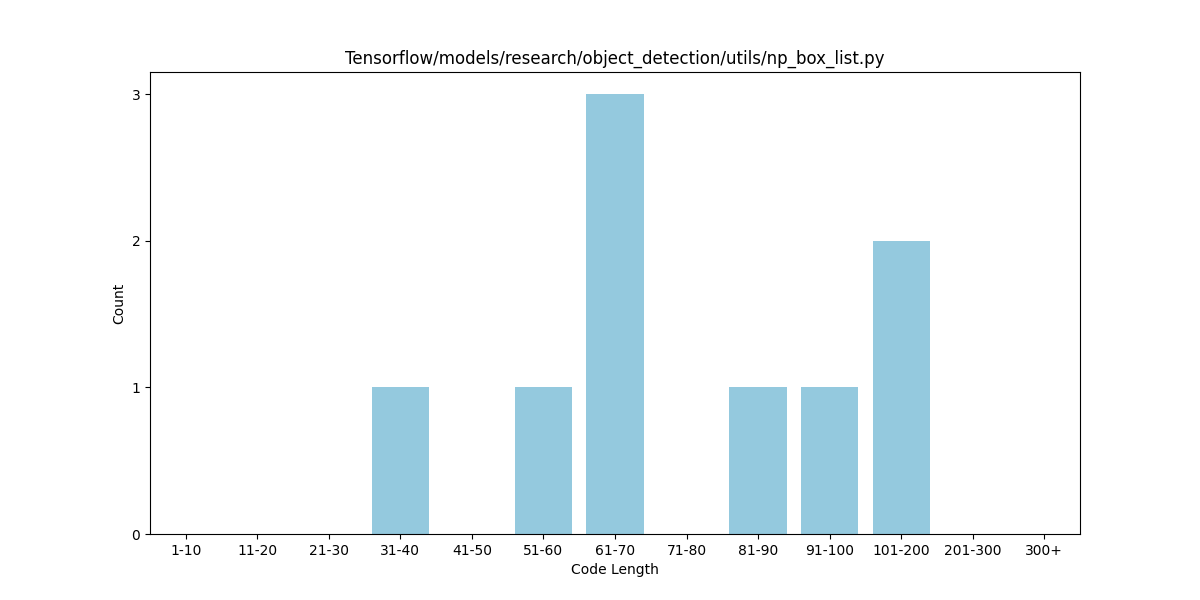 Tensorflow/models/research/object_detection/utils/np_box_list.py
3
2
1
0
Count
1-10 11-20 21-30 31-40 41-50 51-60 61-70 71-80 81-90 91-100 101-200 201-300 300+
Code Length